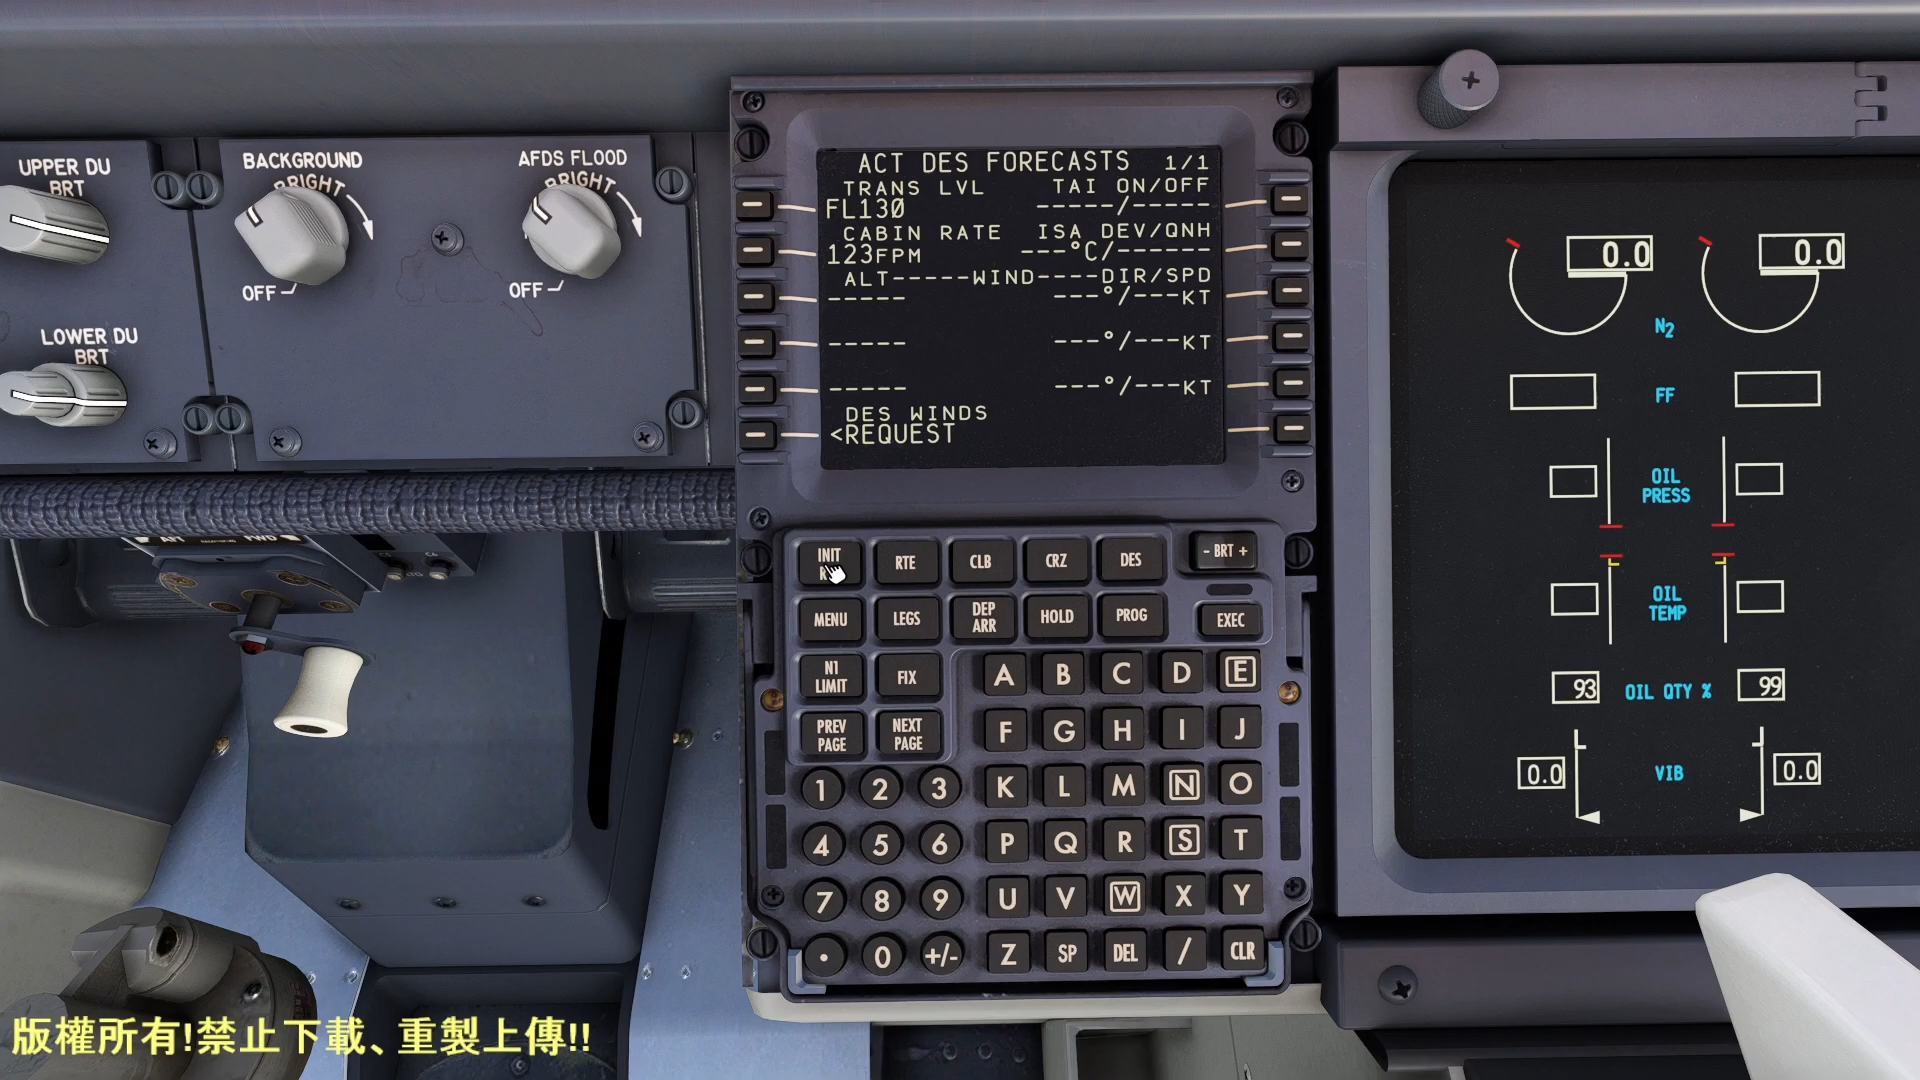 UPPER DU
BRT
BACKGROUND
BRIGHT
OFF
AFDS FLOOD
BRIGHT
OFF
LOWER DU
BRT
AFT
FWD
ACT DES FORECASTS 1/1
TRANS LVL TAI ON/OFF
FL130 -----/-----
CABIN RATE ISA DEV/QNH
123FPM ---°C/------
ALT-----WIND----DIR/SPD
----- ---°/---KT
----- ---°/---KT
----- ---°/---KT
DES WINDS
<REQUEST
INIT
RTE CLB CRZ DES - BRT +
MENU LEGS DEP ARR HOLD PROG EXEC
N1 LIMIT FIX
PREV PAGE NEXT PAGE
A B C D E
F G H I J
1 2 3 K L M N O
4 5 6 P Q R S T
7 8 9 U V W X Y
. 0 +/- Z SP DEL / CLR
0.0 0.0
N2
FF
OIL
PRESS
OIL
TEMP
93 OIL QTY % 99
0.0 VIB 0.0
版權所有!禁止下載、重製上傳!!